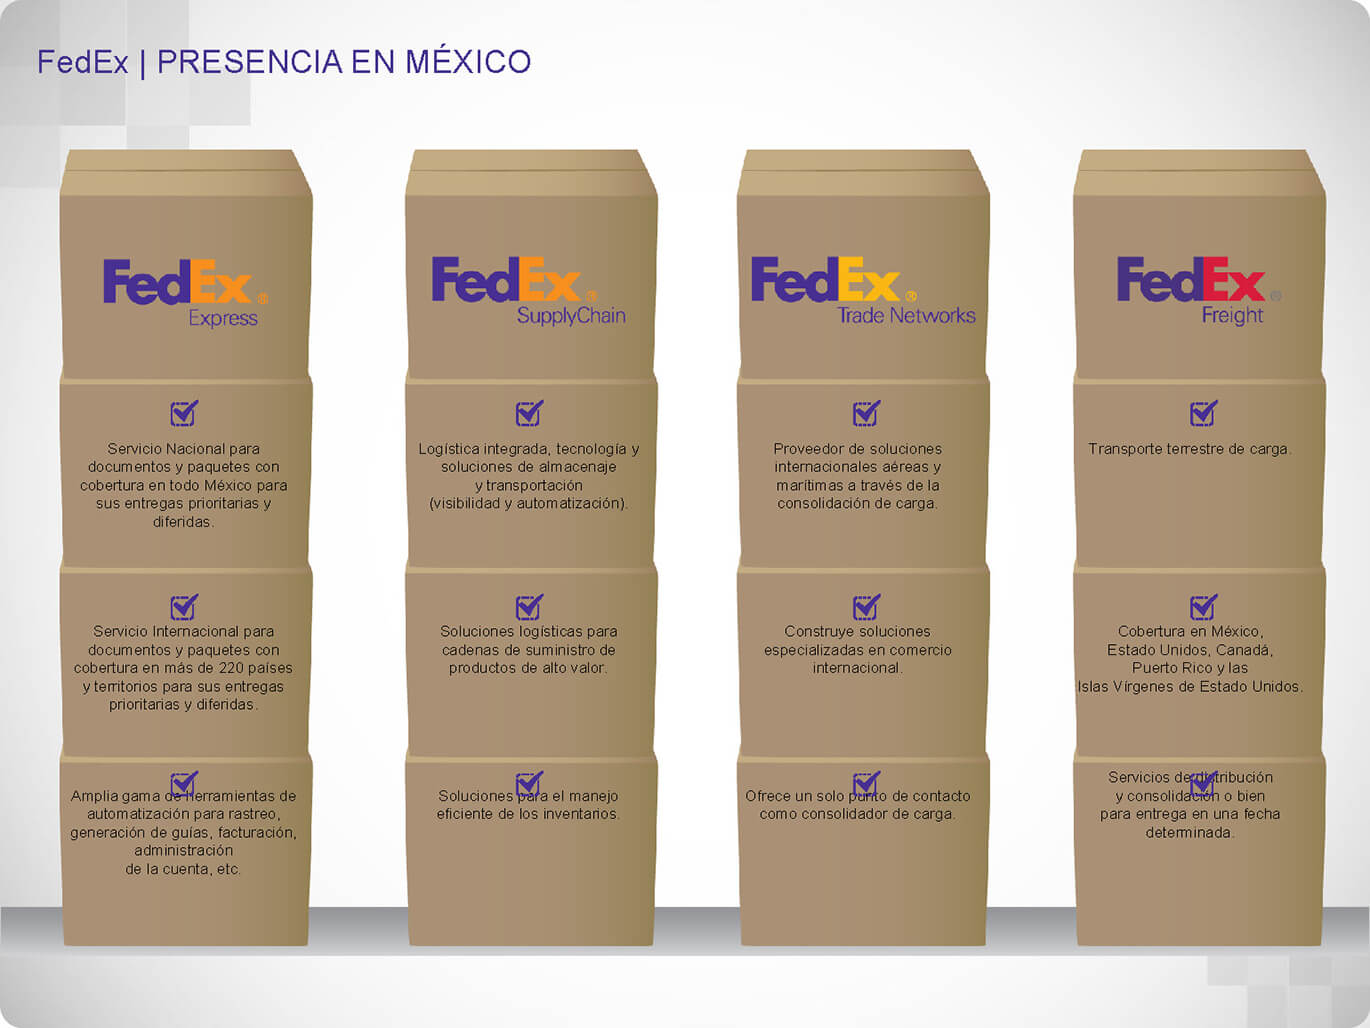 FedEx | PRESENCIA EN MÉXICO
FedEx®
Express
Servicio Nacional para
documentos y paquetes con
cobertura en todo México para
sus entregas prioritarias y
diferidas.
Servicio Internacional para
documentos y paquetes con
cobertura en más de 220 países
y territorios para sus entregas
prioritarias y diferidas.
Amplia gama de herramientas de
automatización para rastreo,
generación de guías, facturación,
administración
de la cuenta, etc.
FedEx®
SupplyChain
Logística integrada, tecnología y
soluciones de almacenaje
y transportación
(visibilidad y automatización).
Soluciones logísticas para
cadenas de suministro de
productos de alto valor.
Soluciones para el manejo
eficiente de los inventarios.
FedEx®
Trade Networks
Proveedor de soluciones
internacionales aéreas y
marítimas a través de la
consolidación de carga.
Construye soluciones
especializadas en comercio
internacional.
Ofrece un solo punto de contacto
como consolidador de carga.
FedEx®
Freight
Transporte terrestre de carga.
Cobertura en México,
Estado Unidos, Canadá,
Puerto Rico y las
Islas Vírgenes de Estado Unidos.
Servicios de distribución
y consolidación o bien
para entrega en una fecha
determinada.